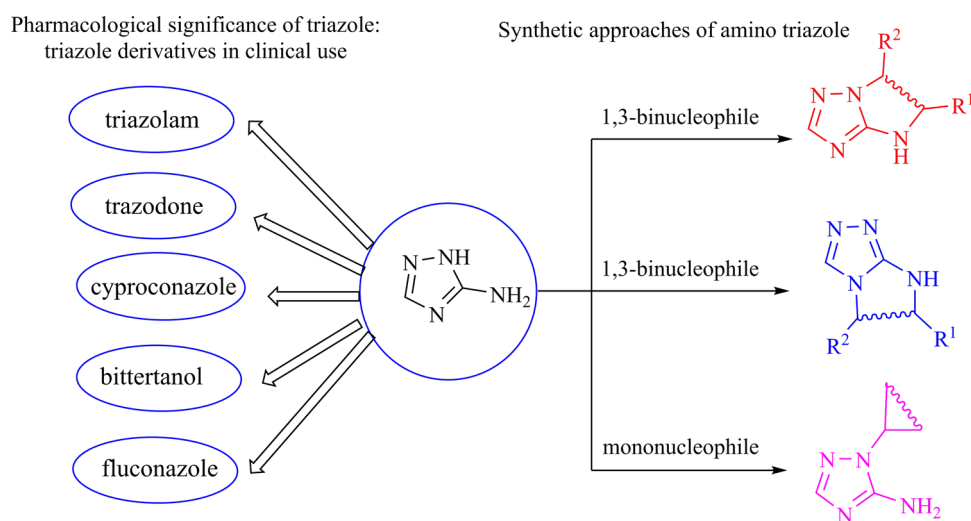 Pharmacological significance of triazole:
triazole derivatives in clinical use
triazolam
trazodone
cyproconazole
bittertanol
fluconazole
N
NH
N
NH₂
Synthetic approaches of amino triazole
1,3-binucleophile
R²
R¹
N
N
N
N
H
1,3-binucleophile
N
N
N
NH
R²
R¹
mononucleophile
N
N
N
NH₂